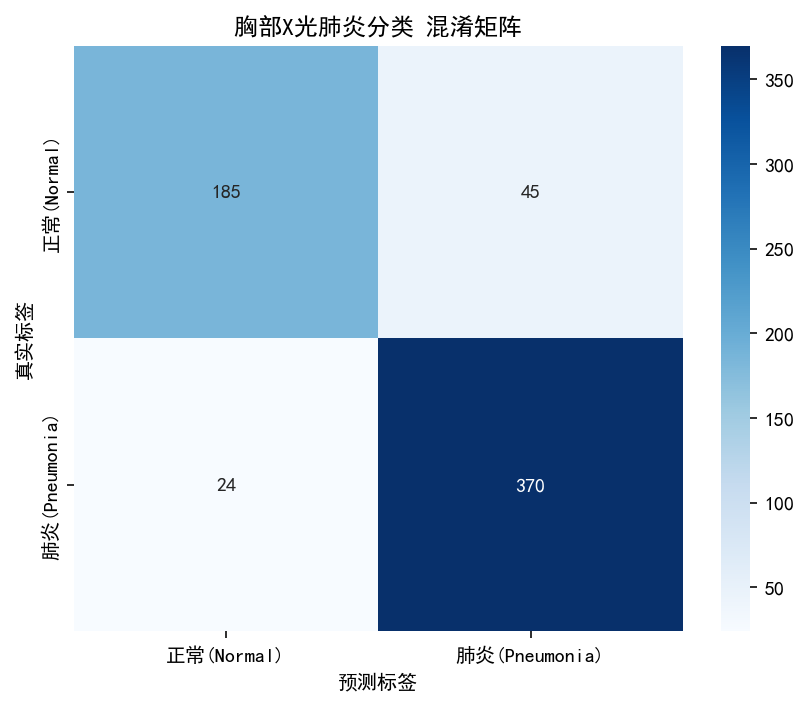 胸部X光肺炎分类 混淆矩阵
真实标签
正常(Normal)
肺炎(Pneumonia)
185
45
24
370
正常(Normal)
肺炎(Pneumonia)
预测标签
350
300
250
200
150
100
50